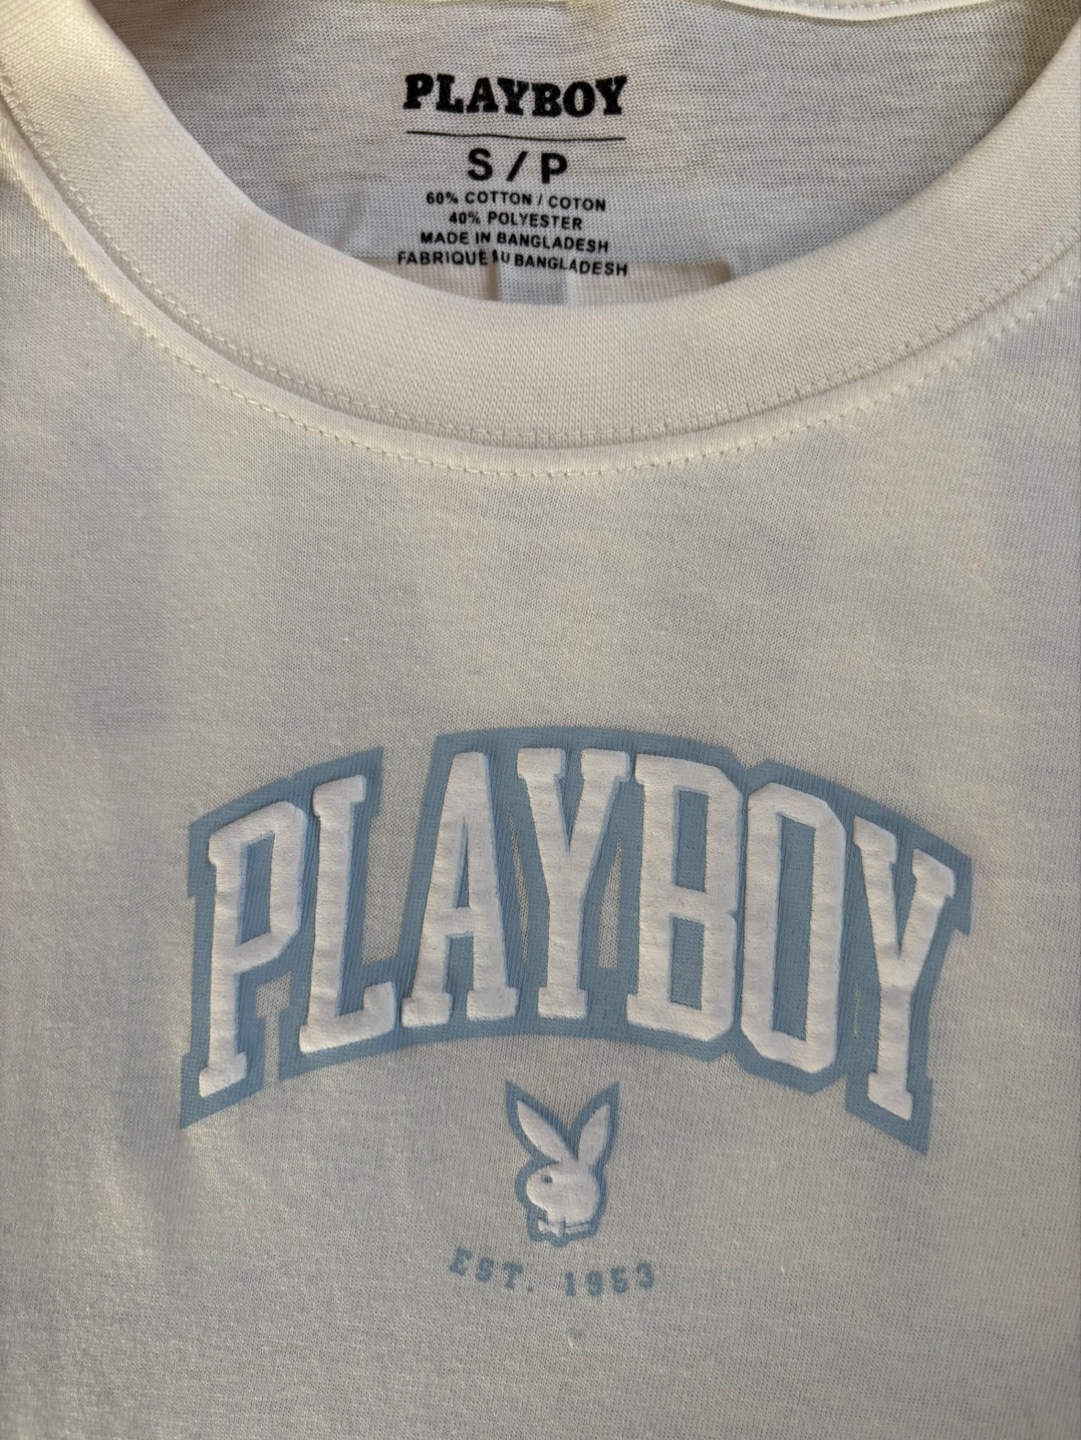 PLAYBOY
S / P
60% COTTON / COTON
40% POLYESTER
MADE IN BANGLADESH
FABRIQUÉ AU BANGLADESH
PLAYBOY
EST. 1953